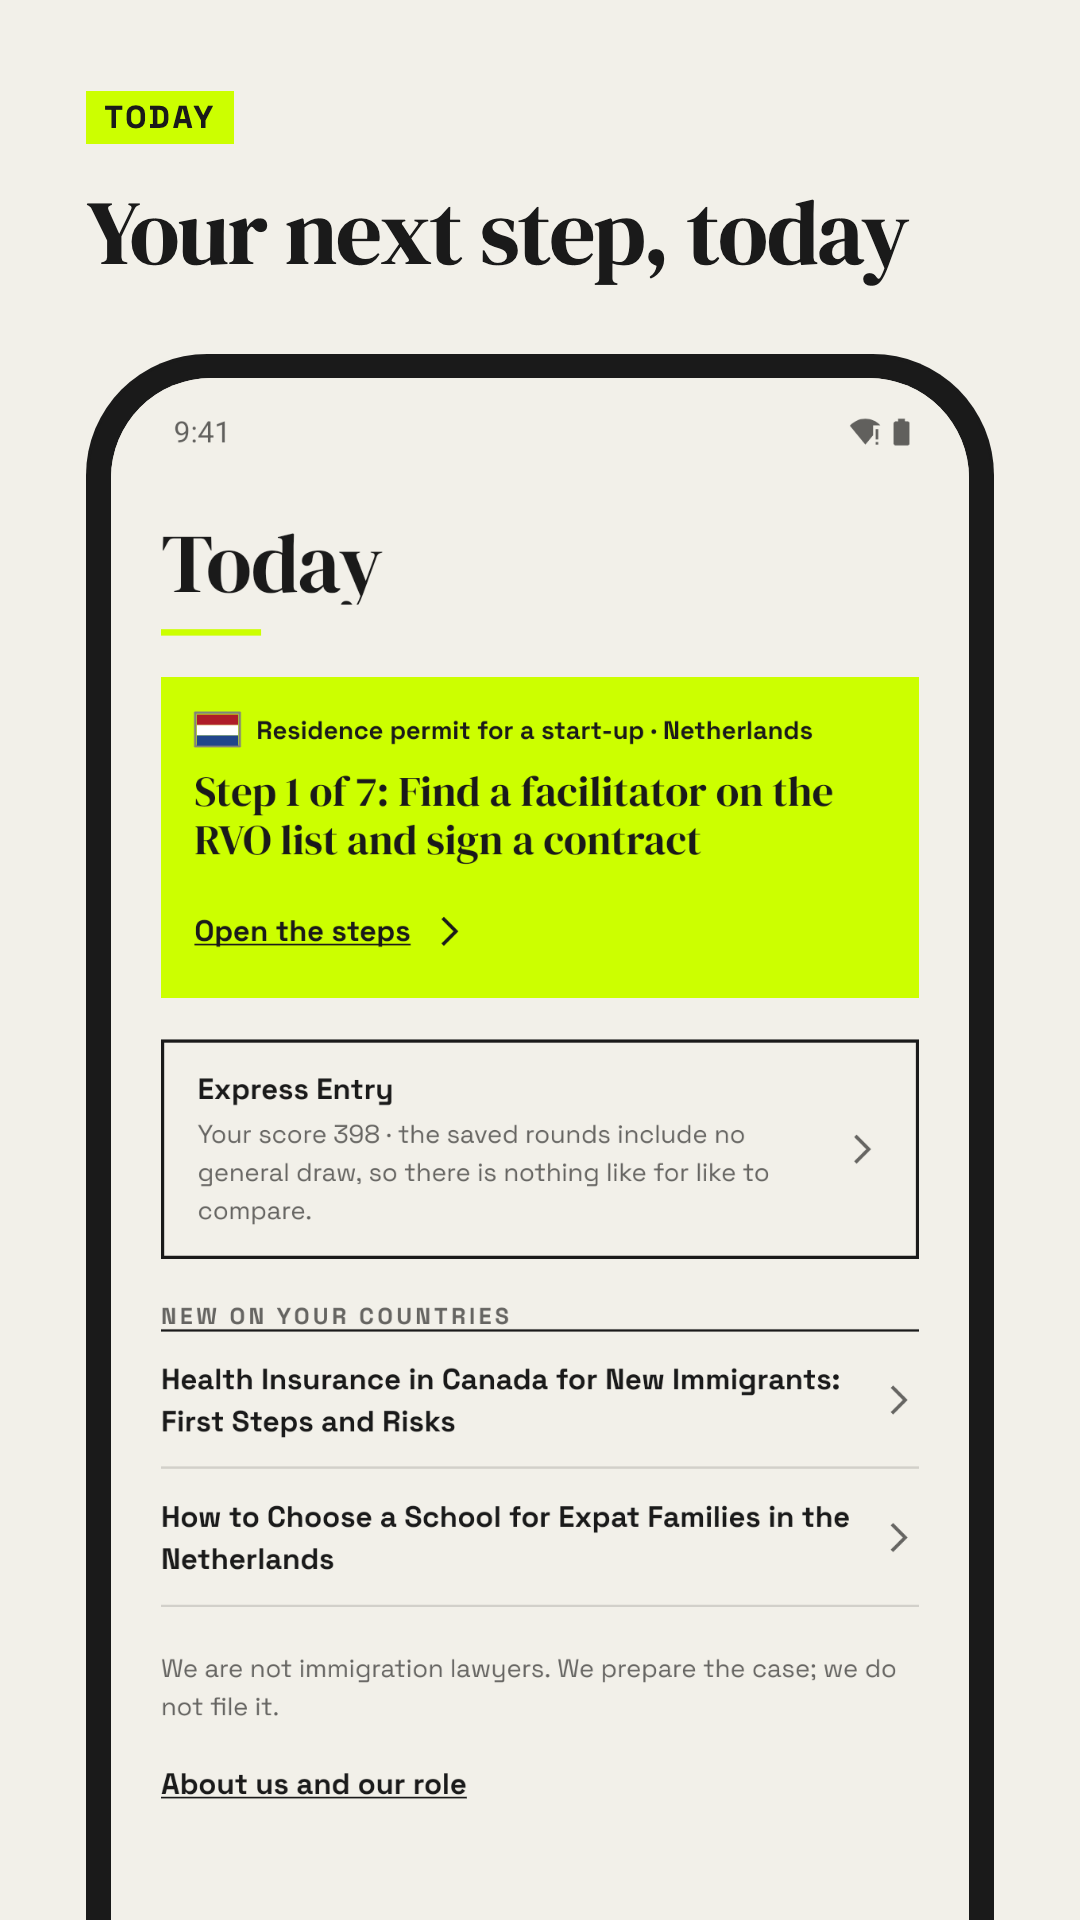 TODAY
Your next step, today
9:41
Today
Residence permit for a start-up · Netherlands
Step 1 of 7: Find a facilitator on the
RVO list and sign a contract
Open the steps
Express Entry
Your score 398 · the saved rounds include no
general draw, so there is nothing like for like to
compare.
NEW ON YOUR COUNTRIES
Health Insurance in Canada for New Immigrants:
First Steps and Risks
How to Choose a School for Expat Families in the
Netherlands
We are not immigration lawyers. We prepare the case; we do
not file it.
About us and our role